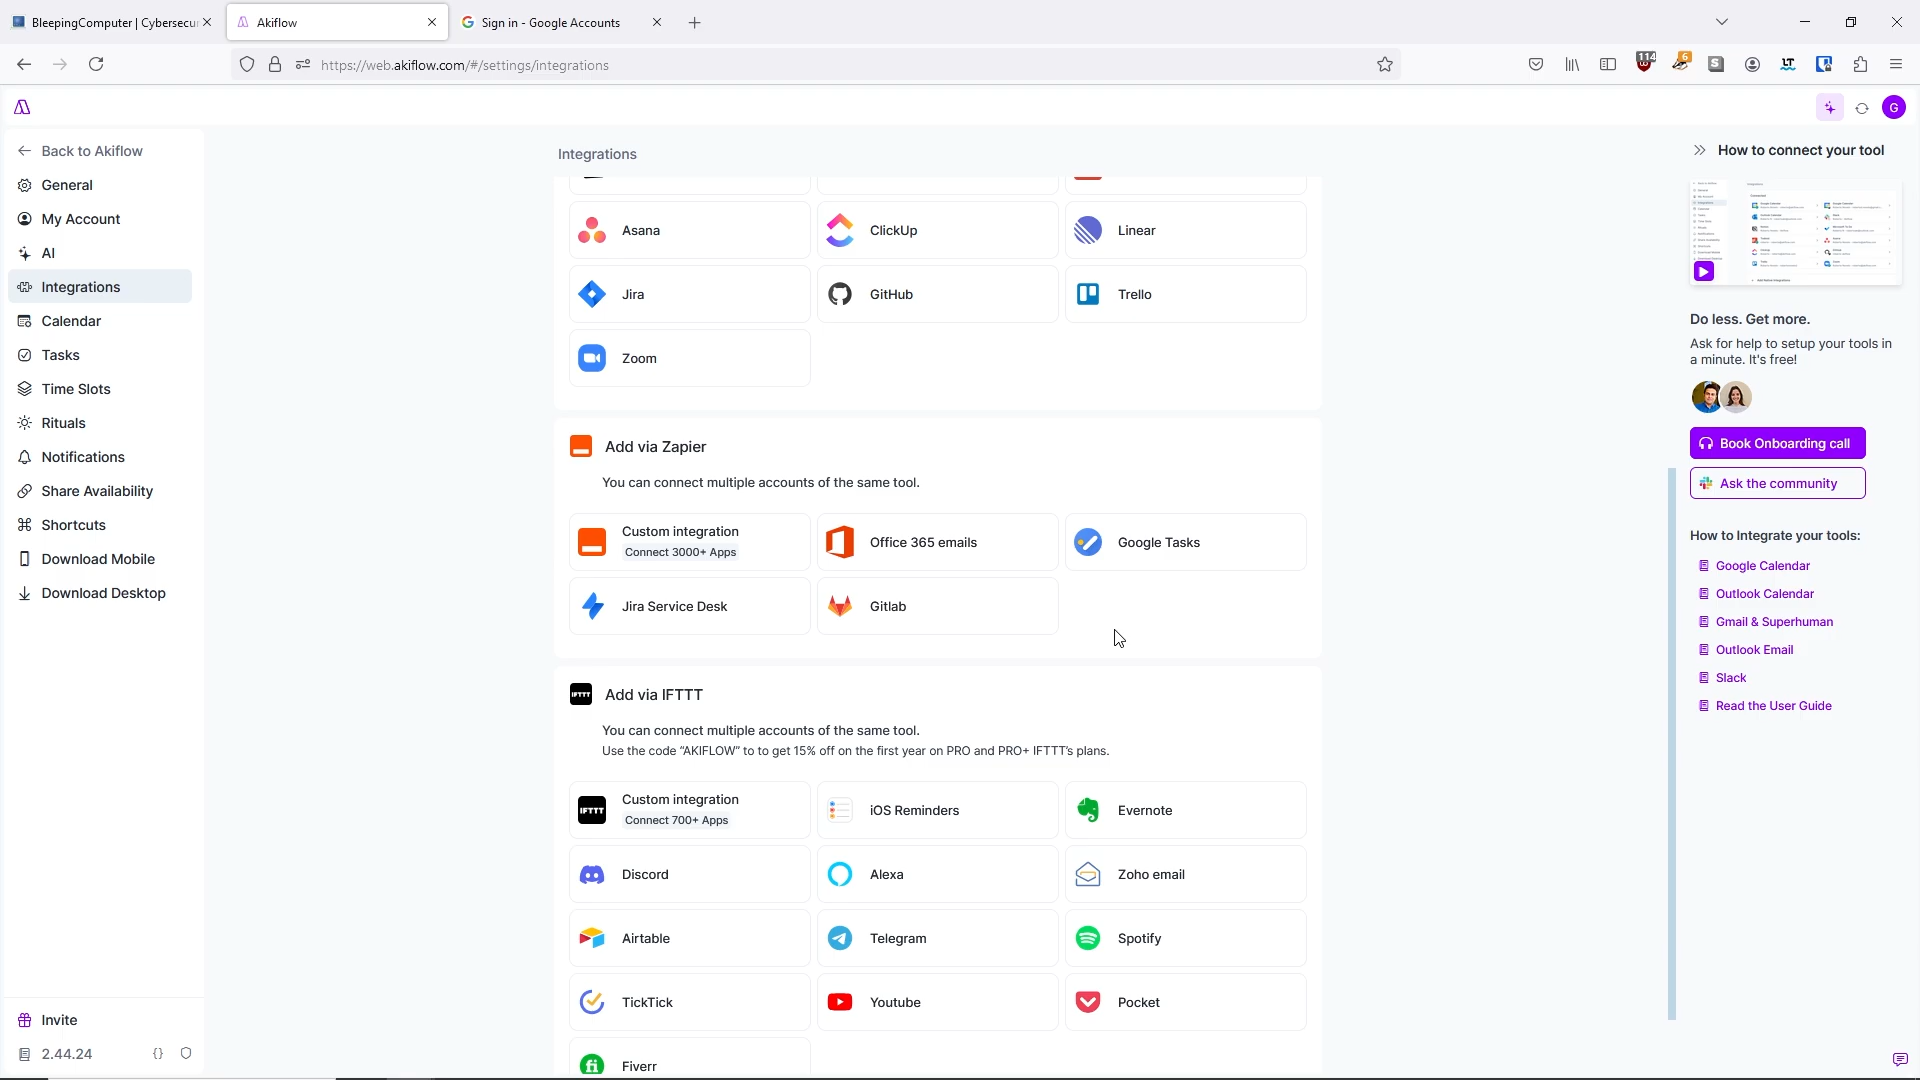 BleepingComputer | Cybersecur
Akiflow
Sign in - Google Accounts
https://web.akiflow.com/#/settings/integrations
114
6
S
LT
G
Back to Akiflow
General
My Account
AI
Integrations
Calendar
Tasks
Time Slots
Rituals
Notifications
Share Availability
Shortcuts
Download Mobile
Download Desktop
Invite
2.44.24
{}
Integrations
Asana
ClickUp
Linear
Jira
GitHub
Trello
Zoom
Add via Zapier
You can connect multiple accounts of the same tool.
Custom integration
Connect 3000+ Apps
Office 365 emails
Google Tasks
Jira Service Desk
Gitlab
IFTTT
Add via IFTTT
You can connect multiple accounts of the same tool.
Use the code “AKIFLOW” to to get 15% off on the first year on PRO and PRO+ IFTTT's plans.
IFTTT
Custom integration
Connect 700+ Apps
iOS Reminders
Evernote
Discord
Alexa
Zoho email
Airtable
Telegram
Spotify
TickTick
Youtube
Pocket
fi
Fiverr
How to connect your tool
Do less. Get more.
Ask for help to setup your tools in
a minute. It's free!
Book Onboarding call
Ask the community
How to Integrate your tools:
Google Calendar
Outlook Calendar
Gmail & Superhuman
Outlook Email
Slack
Read the User Guide